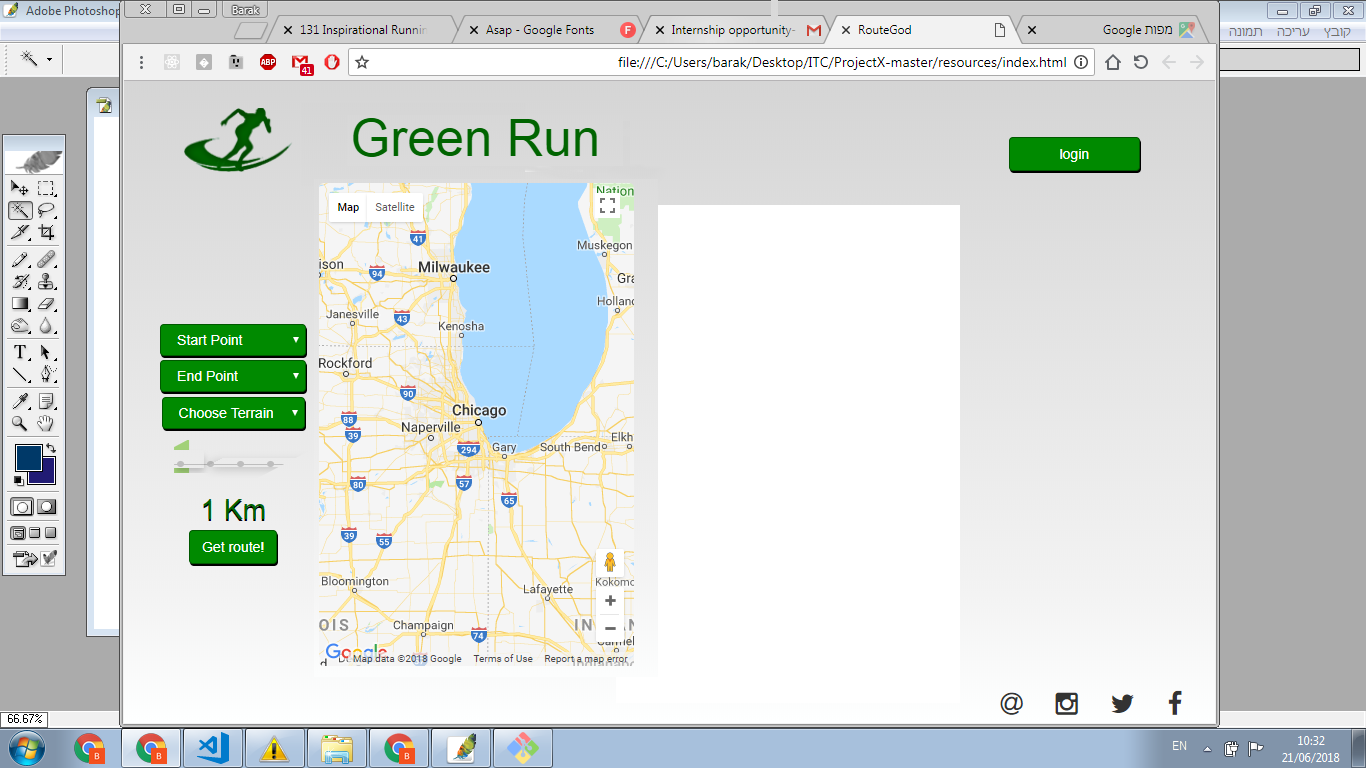 Adobe Photoshop
Barak
131 Inspirational Runnin
Asap - Google Fonts
Internship opportunity-
RouteGod
Google מפות
קובץ
עריכה
תמונה
ABP
41
file:///C:/Users/barak/Desktop/ITC/ProjectX-master/resources/index.html
Green Run
login
Map
Satellite
Nation
41
Muskegon
ison
94
Milwaukee
Gra
Holland
Janesville
43
Kenosha
Start Point
Rockford
End Point
90
Choose Terrain
Chicago
88
Naperville
39
Elkh
294
Gary
South Bend
80
57
65
1 Km
39
55
Get route!
Bloomington
Lafayette
Kokomo
OIS
Champaign
74
INDIAN
Carmel
Google
Map data ©2018 Google
Terms of Use
Report a map error
Indianapolis
66.67%
EN
10:32
21/06/2018